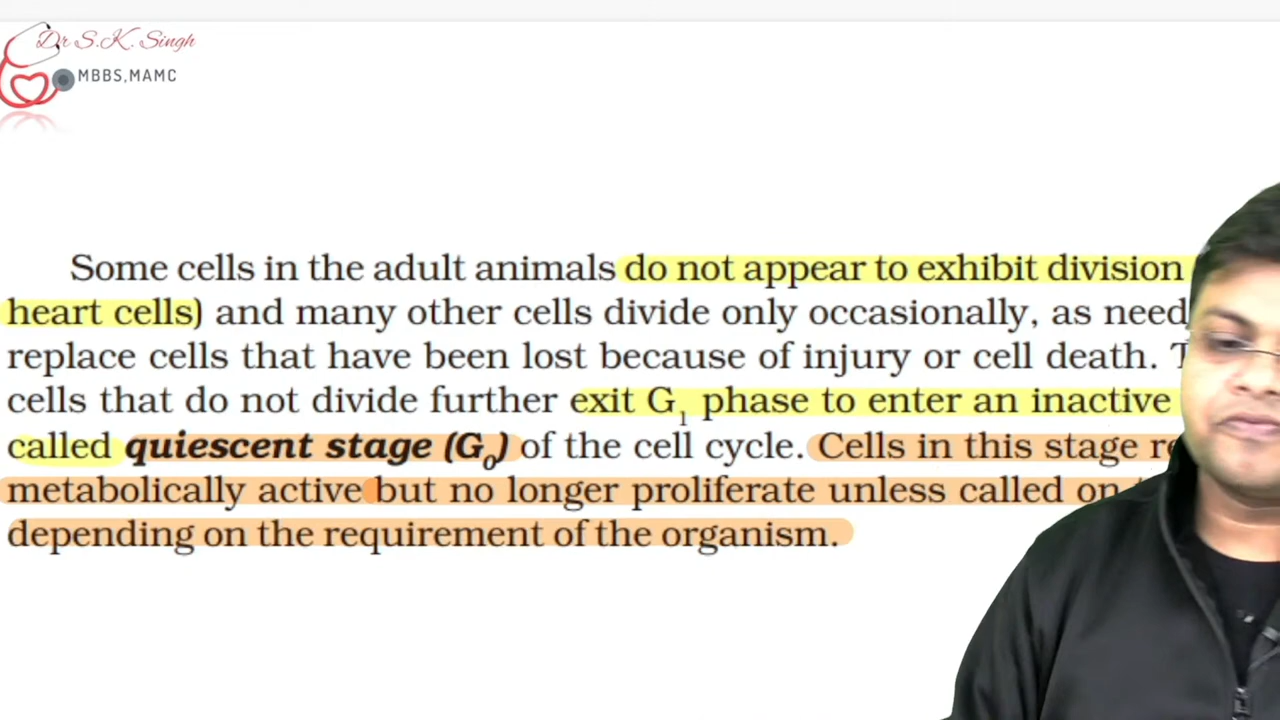 Dr S.K. Singh
MBBS,MAMC
Some cells in the adult animals do not appear to exhibit division
heart cells) and many other cells divide only occasionally, as
replace cells that have been lost because of injury or cell death.
cells that do not divide further exit G₁ phase to enter an inactive
called quiescent stage (G₀) of the cell cycle. Cells in this stage
metabolically active but no longer proliferate unless called on
depending on the requirement of the organism.